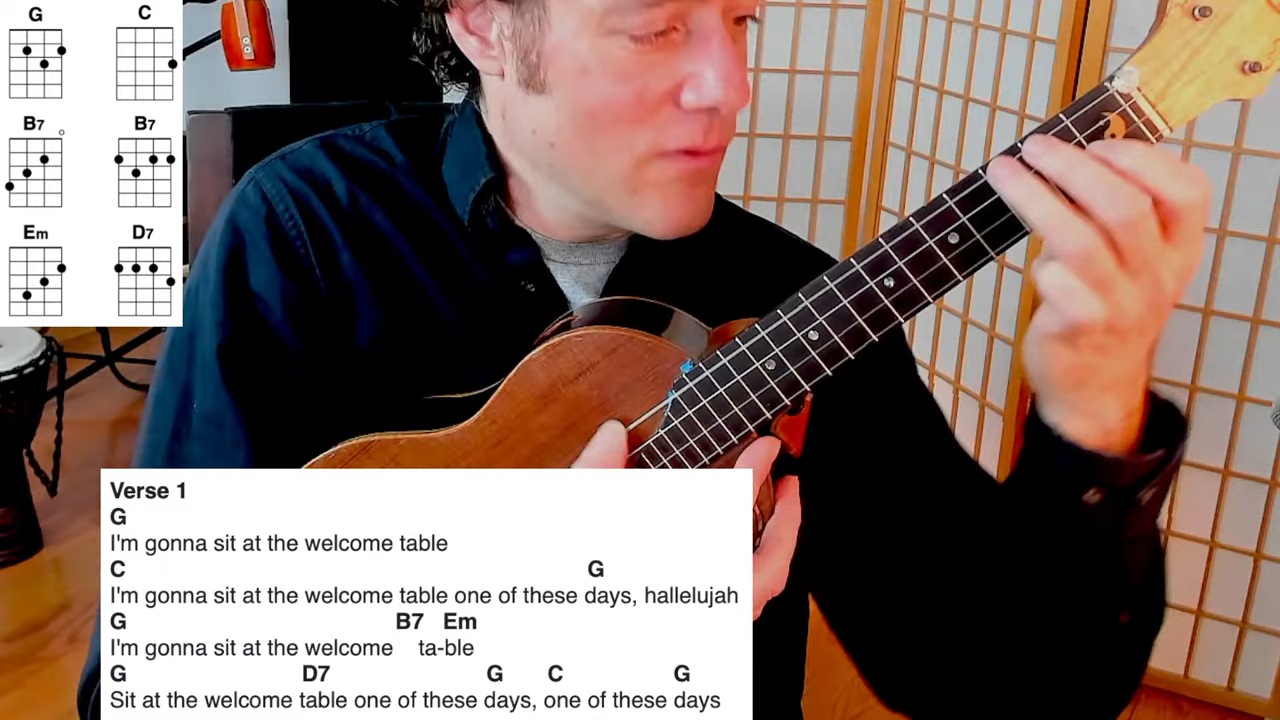 G C
B7 B7
Em D7
Verse 1
G
I'm gonna sit at the welcome table
C G
I'm gonna sit at the welcome table one of these days, hallelujah
G B7 Em
I'm gonna sit at the welcome ta-ble
G D7 G C G
Sit at the welcome table one of these days, one of these days